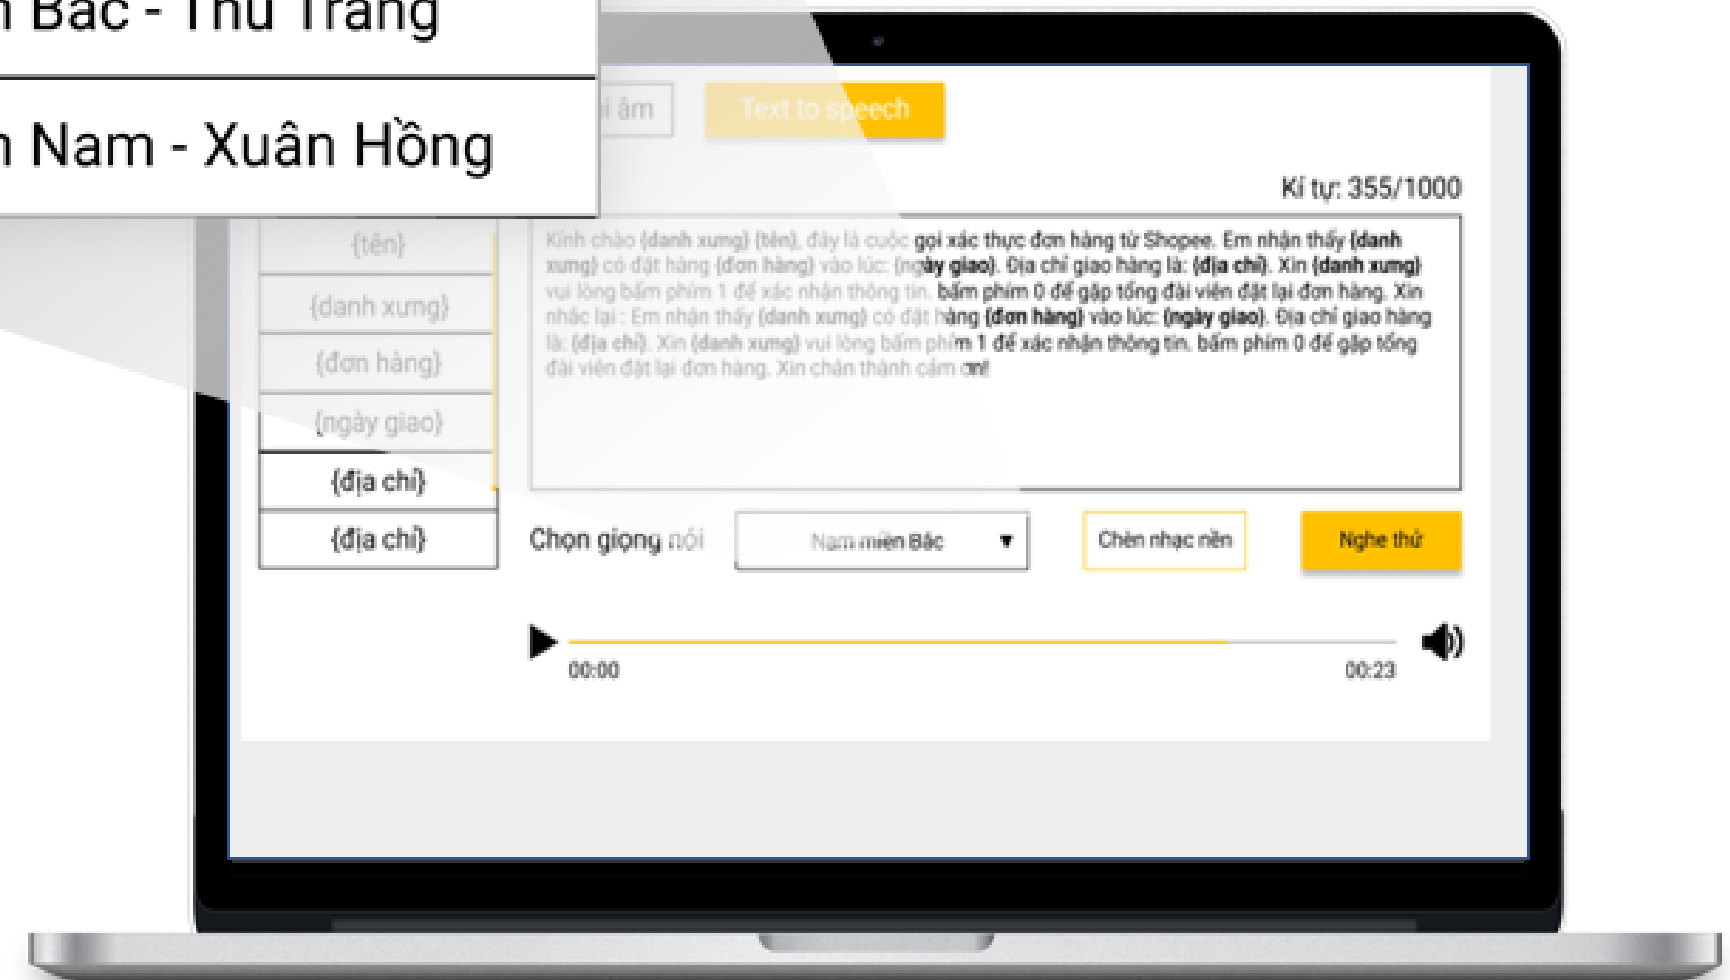 Bắc - Thu Trang
Nam - Xuân Hồng
âm
Text to speech
Kí tự: 355/1000
{tên}
{danh xưng}
{đơn hàng}
{ngày giao}
{địa chỉ}
{địa chỉ}
Kính chào {danh xưng} {tên}, đây là cuộc gọi xác thực đơn hàng từ Shopee. Em nhận thấy {danh
xưng} có đặt hàng {đơn hàng} vào lúc: {ngày giao}. Địa chỉ giao hàng là: {địa chỉ}. Xin {danh xưng}
vui lòng bấm phím 1 để xác nhận thông tin, bấm phím 0 để gặp tổng đài viên đặt lại đơn hàng. Xin
nhắc lại : Em nhận thấy {danh xưng} có đặt hàng {đơn hàng} vào lúc: {ngày giao}. Địa chỉ giao hàng
là: {địa chỉ}. Xin {danh xưng} vui lòng bấm phím 1 để xác nhận thông tin, bấm phím 0 để gặp tổng
đài viên đặt lại đơn hàng. Xin chân thành cảm ơn!
Chọn giọng nói
Nam miền Bắc
Chèn nhạc nền
Nghe thử
00:00
00:23